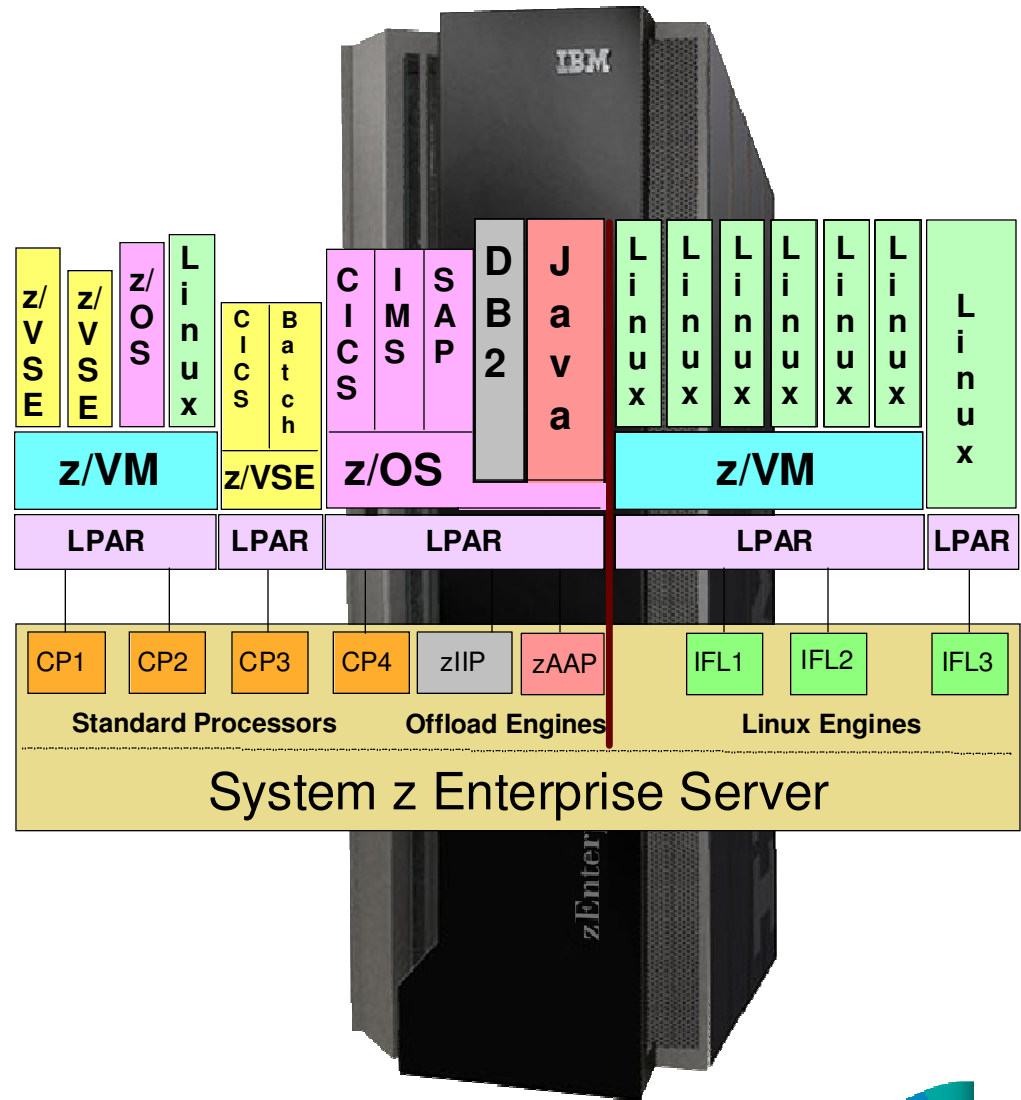 IBM
z/VSE
z/VSE
z/OS
Linux
CICS
Batch
CICS
IMS
SAP
DB2
Java
Linux
Linux
Linux
Linux
Linux
Linux
Linux
z/VM
z/VSE
z/OS
z/VM
LPAR
LPAR
LPAR
LPAR
LPAR
CP1
CP2
CP3
CP4
zIIP
zAAP
IFL1
IFL2
IFL3
Standard Processors
Offload Engines
Linux Engines
System z Enterprise Server
zEnter